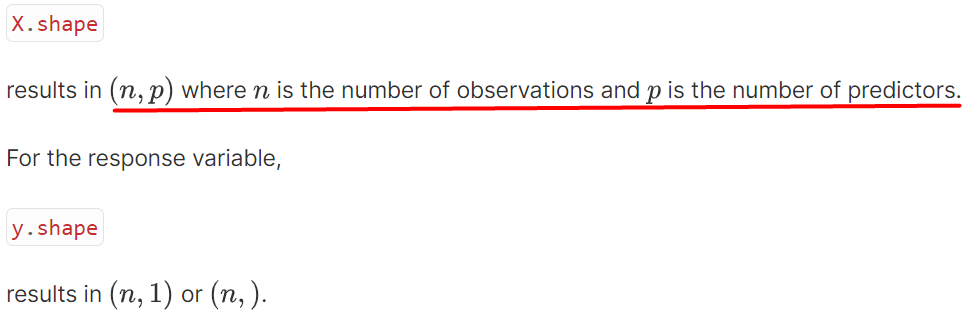 X.shape
results in (n, p) where n is the number of observations and p is the number of predictors.
For the response variable,
y.shape
results in (n, 1) or (n, ).